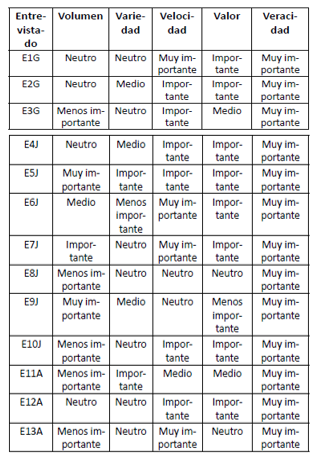 Entre- Volumen Varie- Velocidad Valor Veraci-
vista- dad dad
do
E1G Neutro Neutro Muy im- Impor- Muy im-
portante tante portante
E2G Neutro Medio Impor- Impor- Muy im-
tante tante portante
E3G Menos im- Neutro Impor- Medio Muy im-
portante tante portante
E4J Neutro Medio Impor- Impor- Muy im-
tante tante portante
E5J Muy im- Impor- Impor- Impor- Muy im-
portante tante tante tante portante
E6J Medio Menos Muy im- Impor- Muy im-
impor- portante tante portante
tante
E7J Impor- Neutro Muy im- Impor- Muy im-
tante portante tante portante
E8J Menos im- Neutro Neutro Neutro Muy im-
portante portante
E9J Muy im- Medio Neutro Menos Muy im-
portante impor- portante
tante
E10J Menos im- Neutro Impor- Impor- Muy im-
portante tante tante portante
E11A Menos im- Impor- Medio Medio Muy im-
portante tante portante
E12A Neutro Neutro Impor- Impor- Muy im-
tante tante portante
E13A Menos im- Neutro Muy im- Neutro Muy im-
portante portante portante